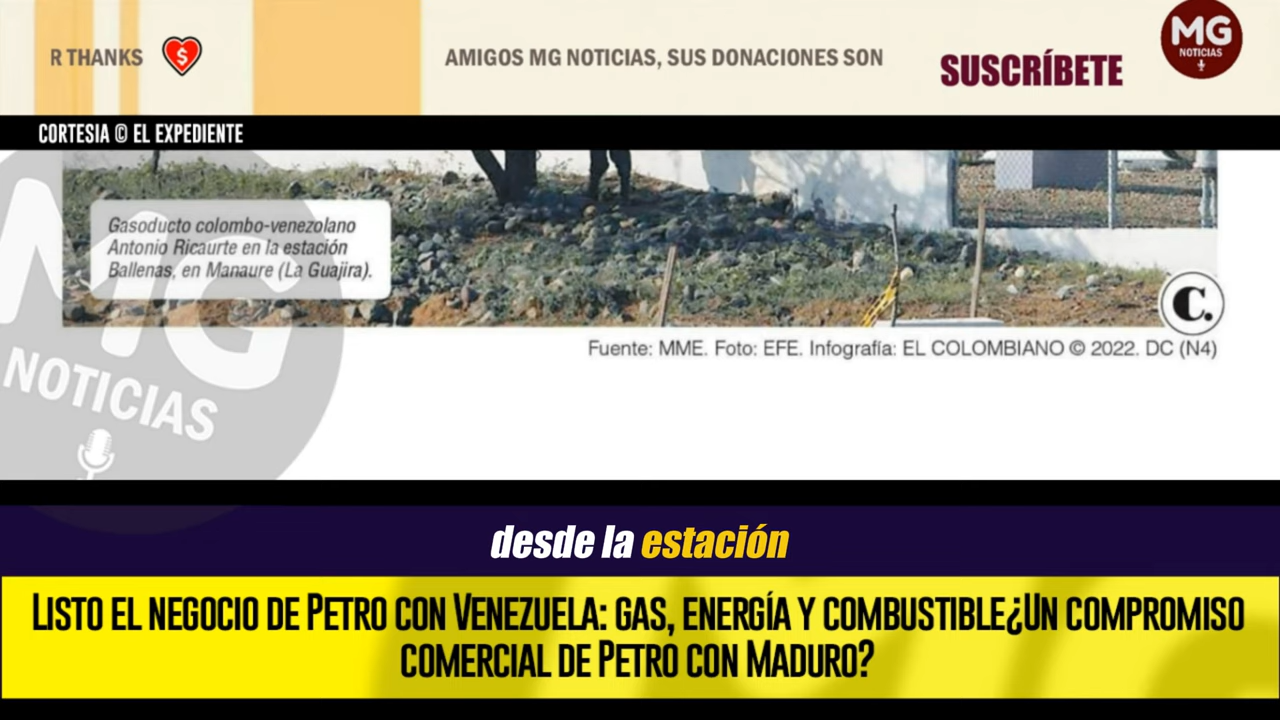 R THANKS
AMIGOS MG NOTICIAS, SUS DONACIONES SON
SUSCRÍBETE
MG
NOTICIAS
CORTESIA © EL EXPEDIENTE
Gasoducto colombo-venezolano
Antonio Ricaurte en la estación
Ballenas, en Manaure (La Guajira).
C.
Fuente: MME. Foto: EFE. Infografía: EL COLOMBIANO © 2022. DC (N4)
MG
NOTICIAS
desde la estación
LISTO EL NEGOCIO DE PETRO CON VENEZUELA: GAS, ENERGÍA Y COMBUSTIBLE¿UN COMPROMISO
COMERCIAL DE PETRO CON MADURO?